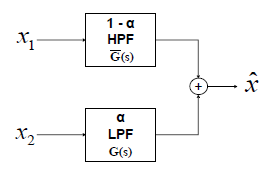 x₁
1 - α
HPF
G̅(s)
+
x̂
x₂
α
LPF
G(s)